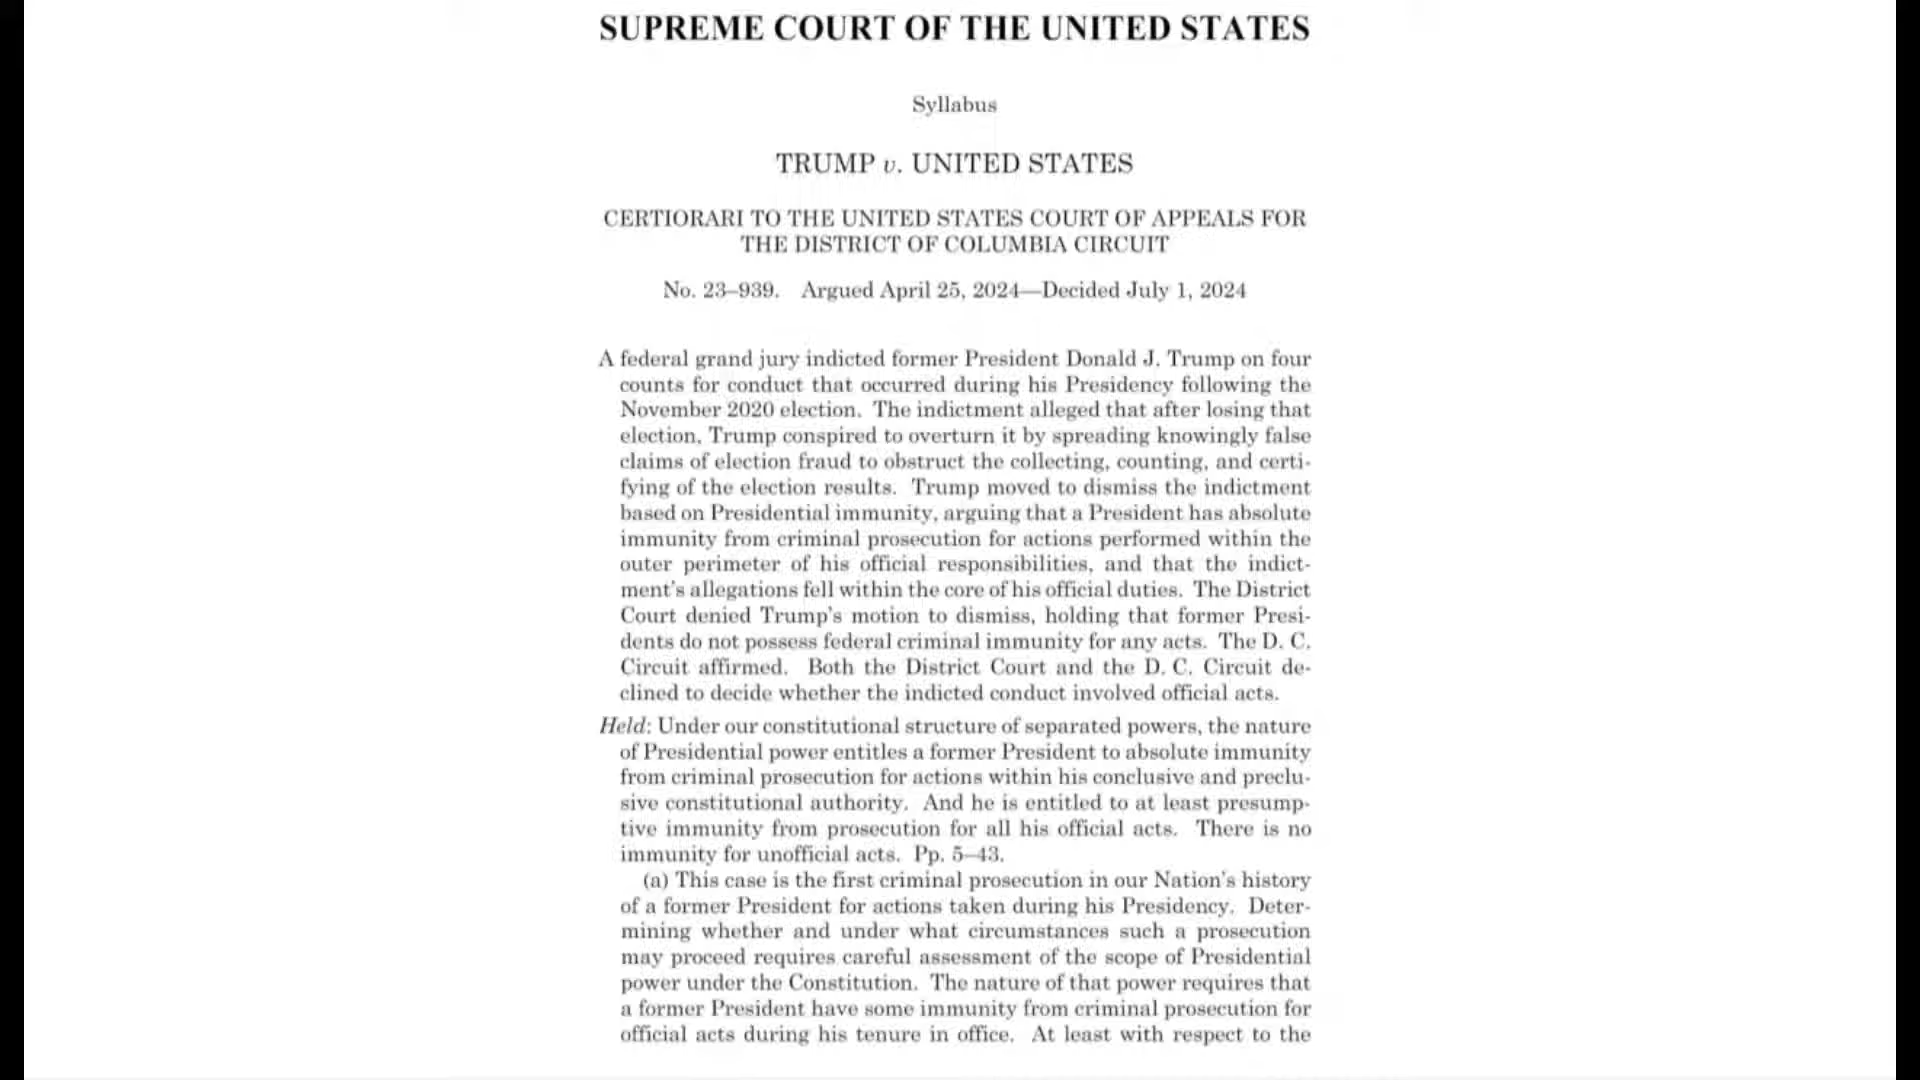 SUPREME COURT OF THE UNITED STATES
Syllabus
TRUMP v. UNITED STATES
CERTIORARI TO THE UNITED STATES COURT OF APPEALS FOR
THE DISTRICT OF COLUMBIA CIRCUIT
No. 23–939. Argued April 25, 2024—Decided July 1, 2024
A federal grand jury indicted former President Donald J. Trump on four
counts for conduct that occurred during his Presidency following the
November 2020 election. The indictment alleged that after losing that
election, Trump conspired to overturn it by spreading knowingly false
claims of election fraud to obstruct the collecting, counting, and certi-
fying of the election results. Trump moved to dismiss the indictment
based on Presidential immunity, arguing that a President has absolute
immunity from criminal prosecution for actions performed within the
outer perimeter of his official responsibilities, and that the indict-
ment's allegations fell within the core of his official duties. The District
Court denied Trump's motion to dismiss, holding that former Presi-
dents do not possess federal criminal immunity for any acts. The D. C.
Circuit affirmed. Both the District Court and the D. C. Circuit de-
clined to decide whether the indicted conduct involved official acts.
Held: Under our constitutional structure of separated powers, the nature
of Presidential power entitles a former President to absolute immunity
from criminal prosecution for actions within his conclusive and preclu-
sive constitutional authority. And he is entitled to at least presump-
tive immunity from prosecution for all his official acts. There is no
immunity for unofficial acts. Pp. 5–43.
(a) This case is the first criminal prosecution in our Nation's history
of a former President for actions taken during his Presidency. Deter-
mining whether and under what circumstances such a prosecution
may proceed requires careful assessment of the scope of Presidential
power under the Constitution. The nature of that power requires that
a former President have some immunity from criminal prosecution for
official acts during his tenure in office. At least with respect to the